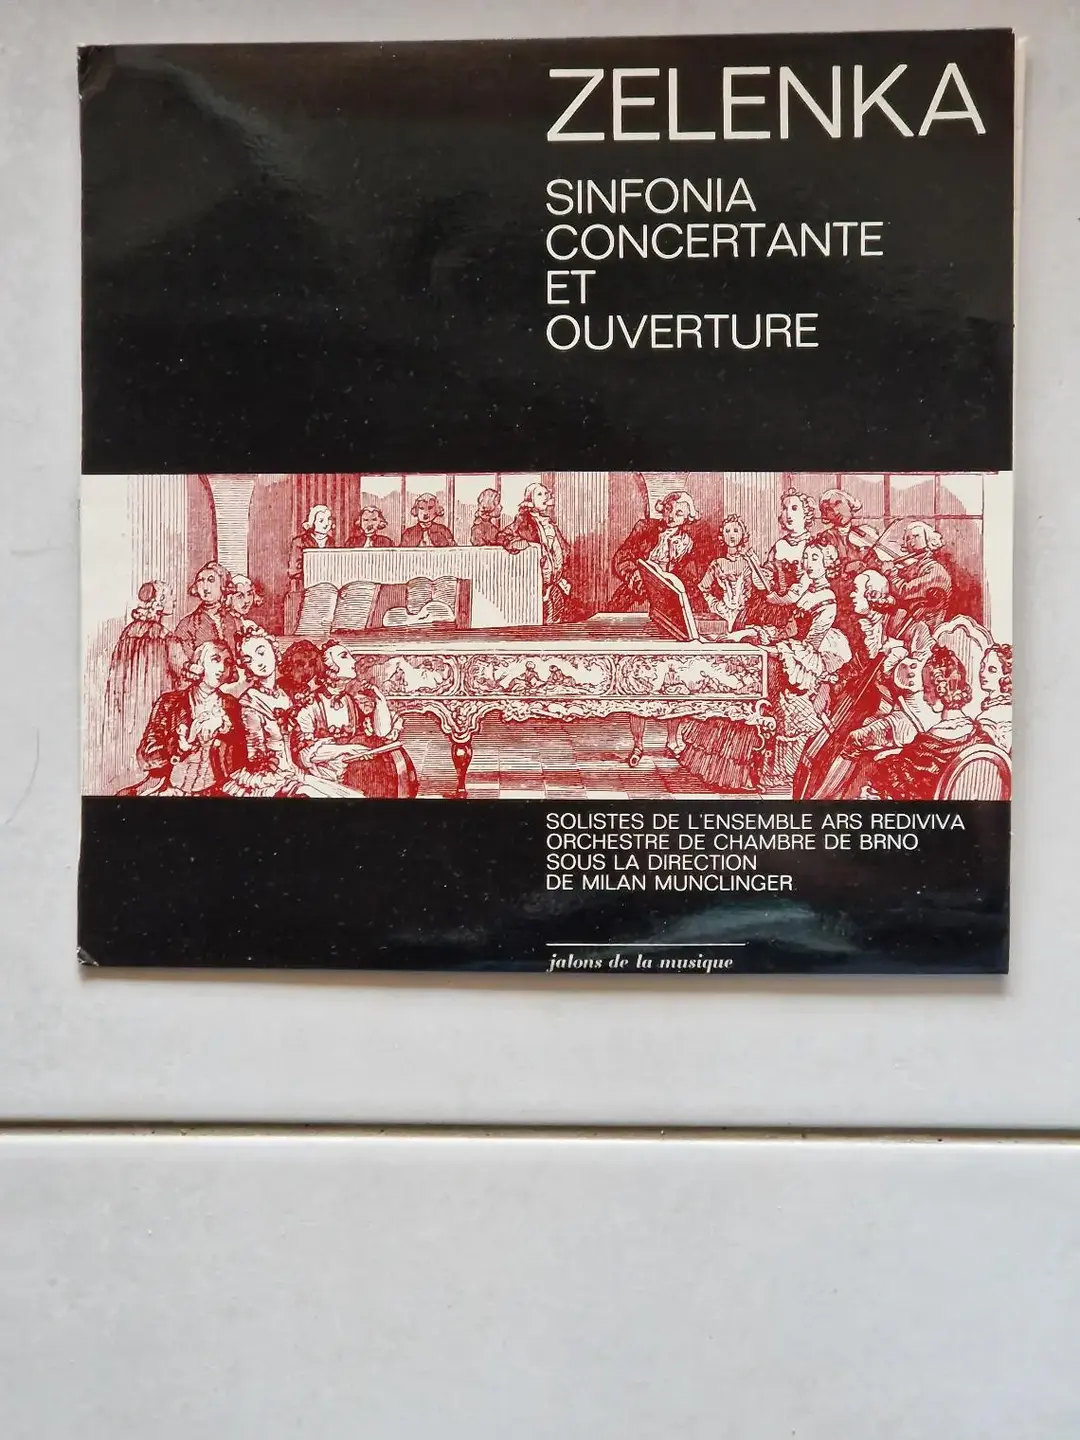 ZELENKA
SINFONIA
CONCERTANTE
ET
OUVERTURE
SOLISTES DE L'ENSEMBLE ARS REDIVIVA
ORCHESTRE DE CHAMBRE DE BRNO
SOUS LA DIRECTION
DE MILAN MUNCLINGER
jalons de la musique